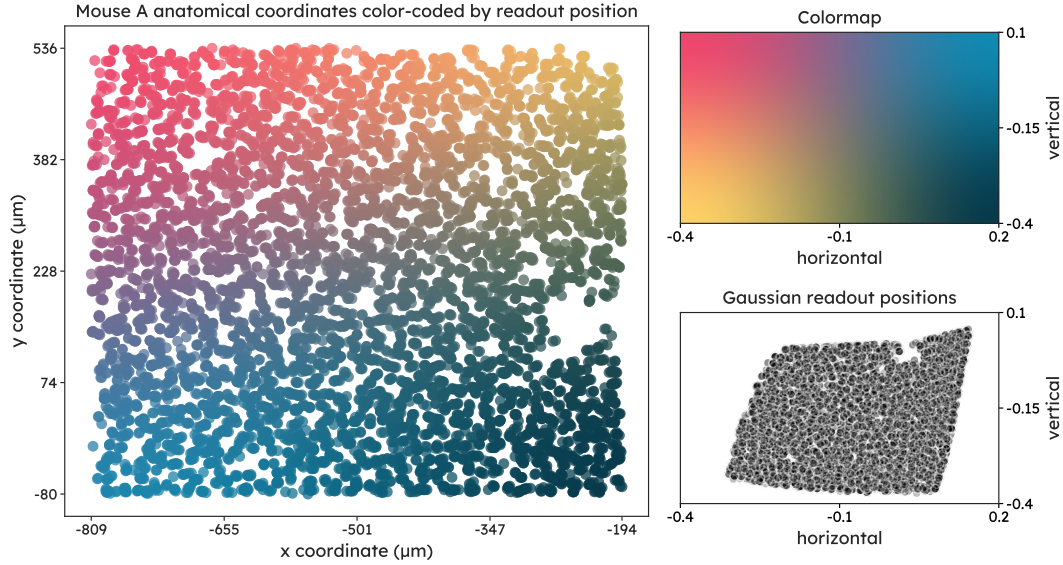 Mouse A anatomical coordinates color-coded by readout position
536
382
228
74
-80
y coordinate (μm)
-809
-655
-501
-347
-194
x coordinate (μm)
Colormap
0.1
-0.15
-0.4
vertical
-0.4
-0.1
0.2
horizontal
Gaussian readout positions
0.1
-0.15
-0.4
vertical
-0.4
-0.1
0.2
horizontal